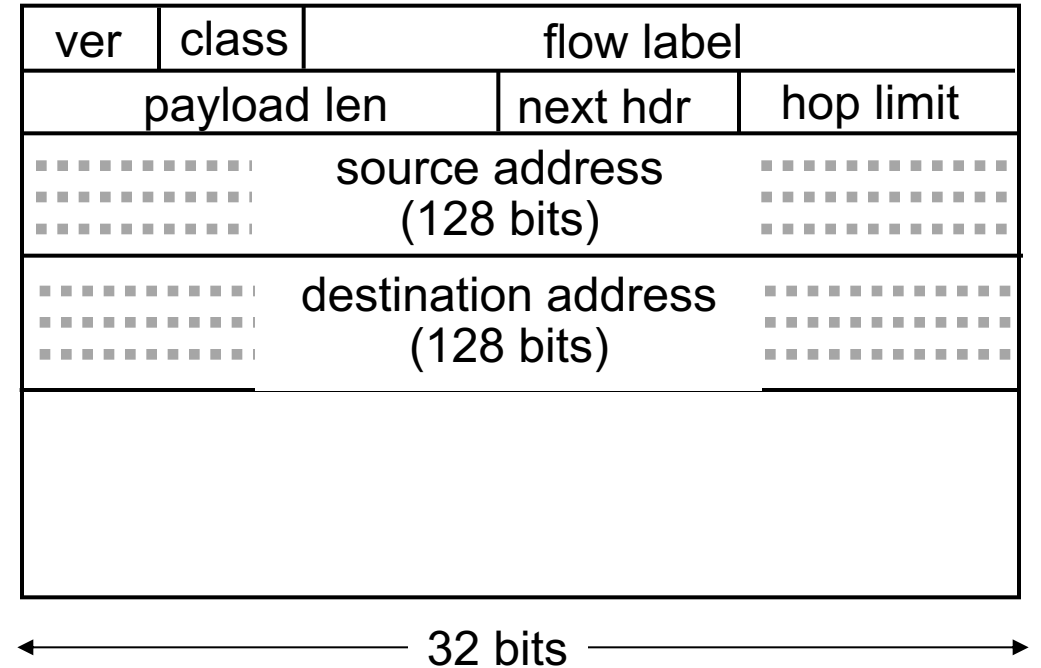 ver class flow label
payload len next hdr hop limit
source address
(128 bits)
destination address
(128 bits)
32 bits